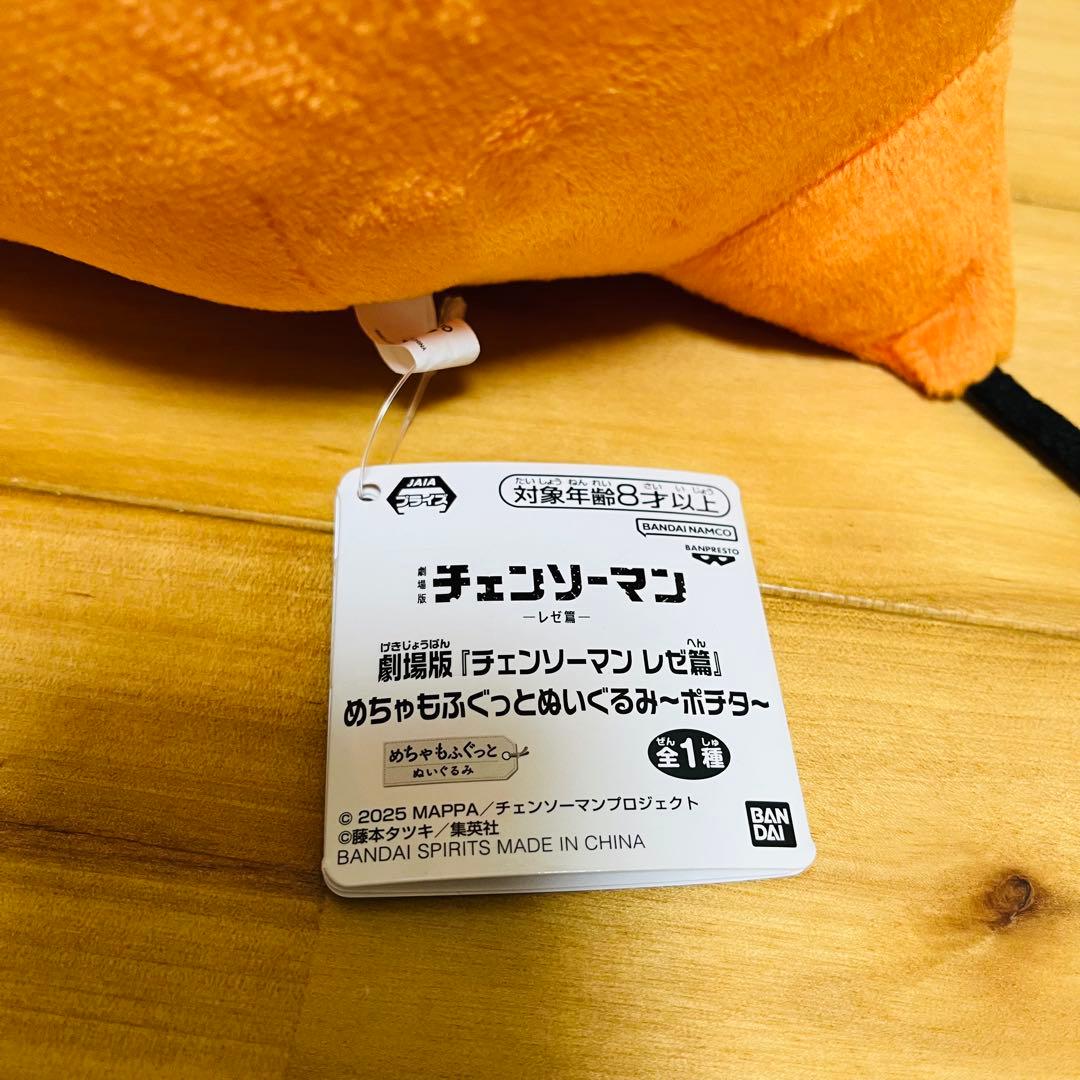 JAIA
プライズ
たいしょうねんれい さいいじょう
対象年齢8才以上
BANDAI NAMCO
BANPRESTO
劇場版
チェンソーマン
―レゼ篇―
げきじょうばん へん
劇場版『チェンソーマン レゼ篇』
めちゃもふぐっとぬいぐるみ～ポチタ～
めちゃもふぐっと
ぬいぐるみ
ぜん しゅ
全1種
© 2025 MAPPA／チェンソーマンプロジェクト
©藤本タツキ／集英社
BANDAI SPIRITS MADE IN CHINA
BAN
DAI